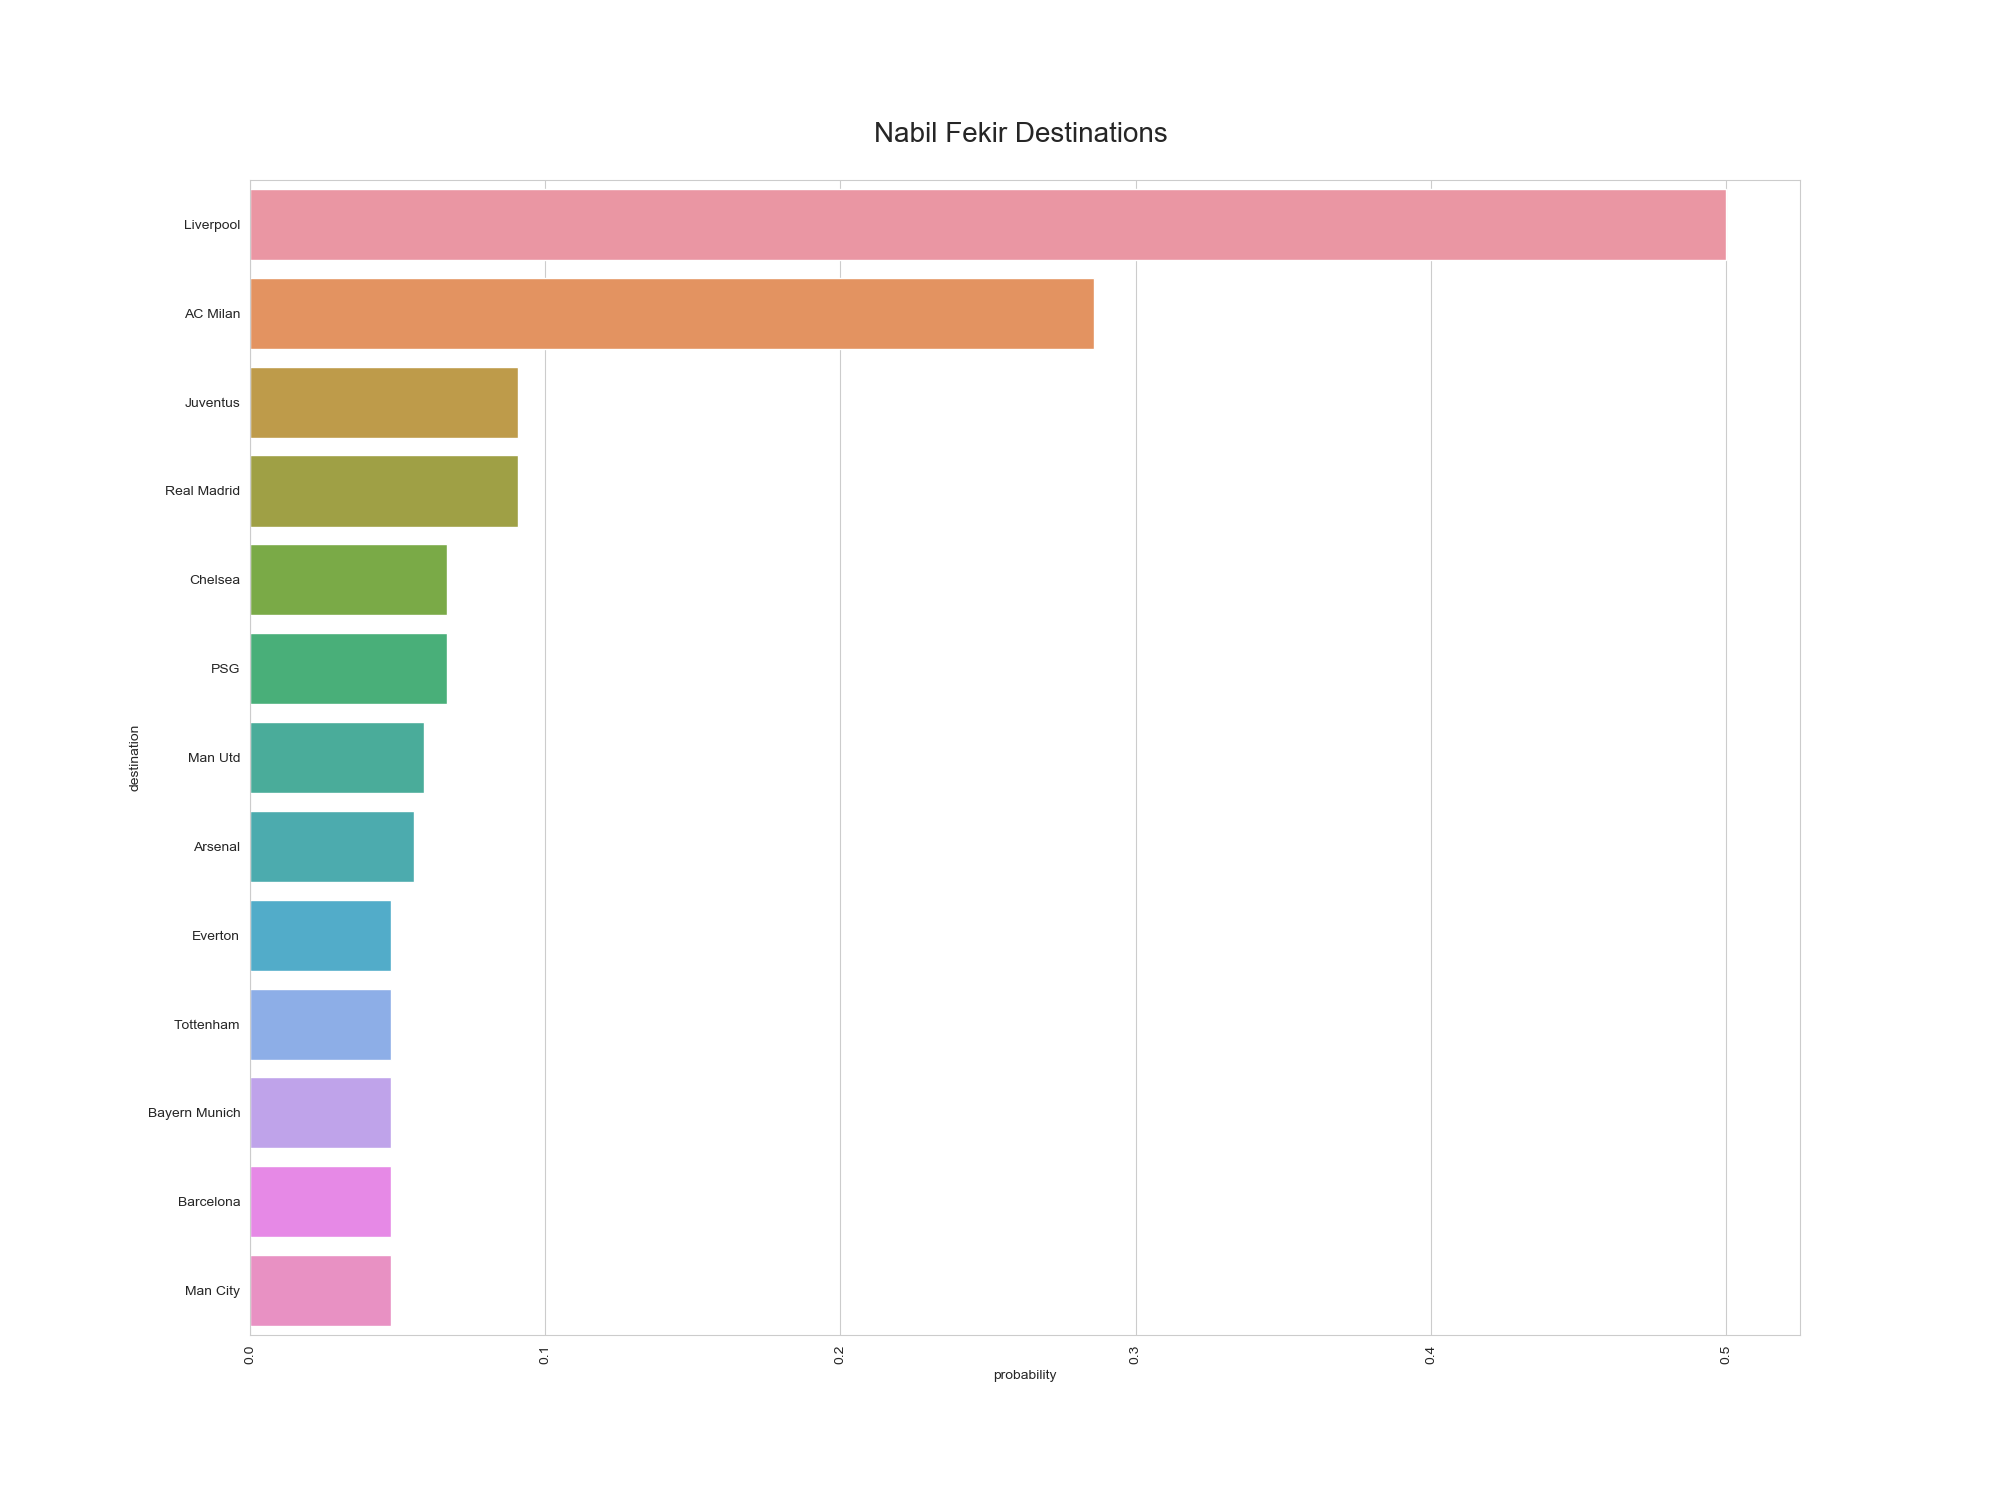 Nabil Fekir Destinations
Liverpool
AC Milan
Juventus
Real Madrid
Chelsea
PSG
Man Utd
Arsenal
Everton
Tottenham
Bayern Munich
Barcelona
Man City
destination
0.0
0.1
0.2
0.3
0.4
0.5
probability